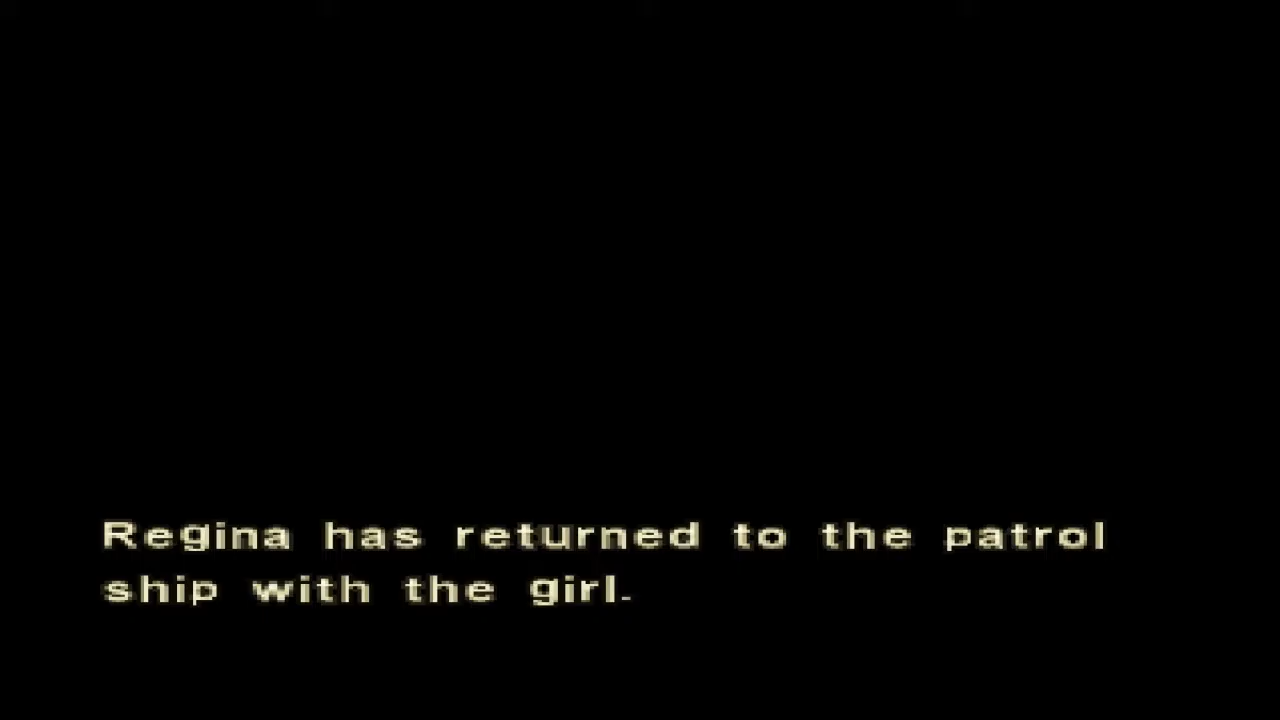 Regina has returned to the patrol
ship with the girl.